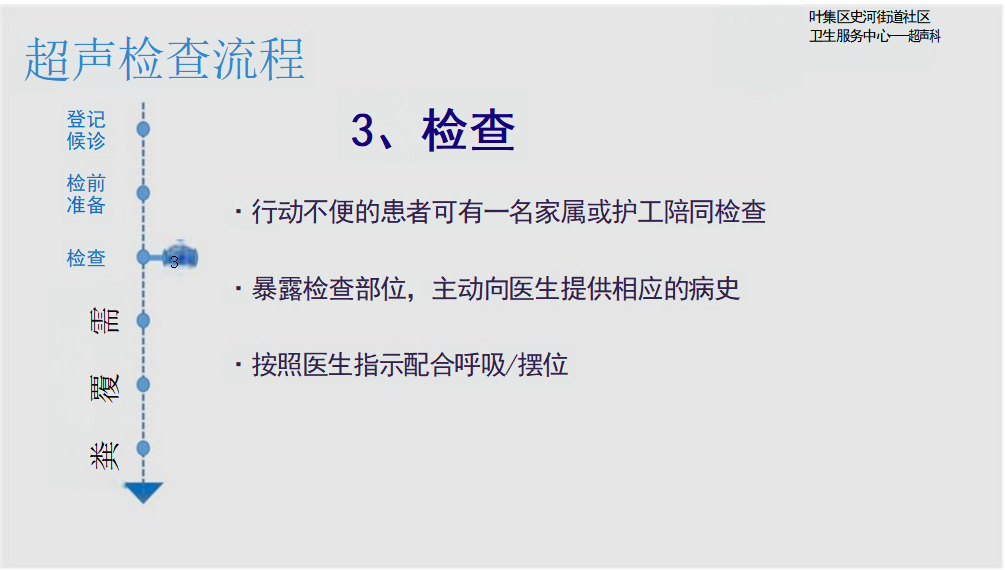 叶集区史河街道社区
卫生服务中心—超声科
超声检查流程
登记
候诊
检前
准备
检查
3
需
覆
粪
3、检查
·行动不便的患者可有一名家属或护工陪同检查
·暴露检查部位，主动向医生提供相应的病史
·按照医生指示配合呼吸/摆位